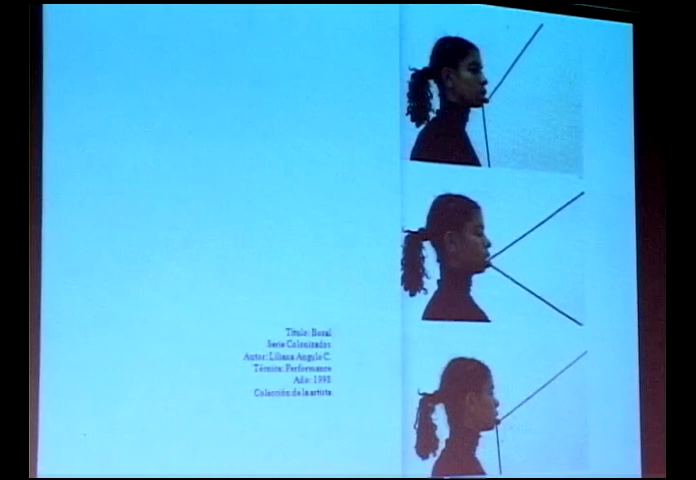 Título: Bozal
Serie Colonizados
Autor: Liliana Angulo C.
Técnica: Performance
Año: 1998
Colección de la artista